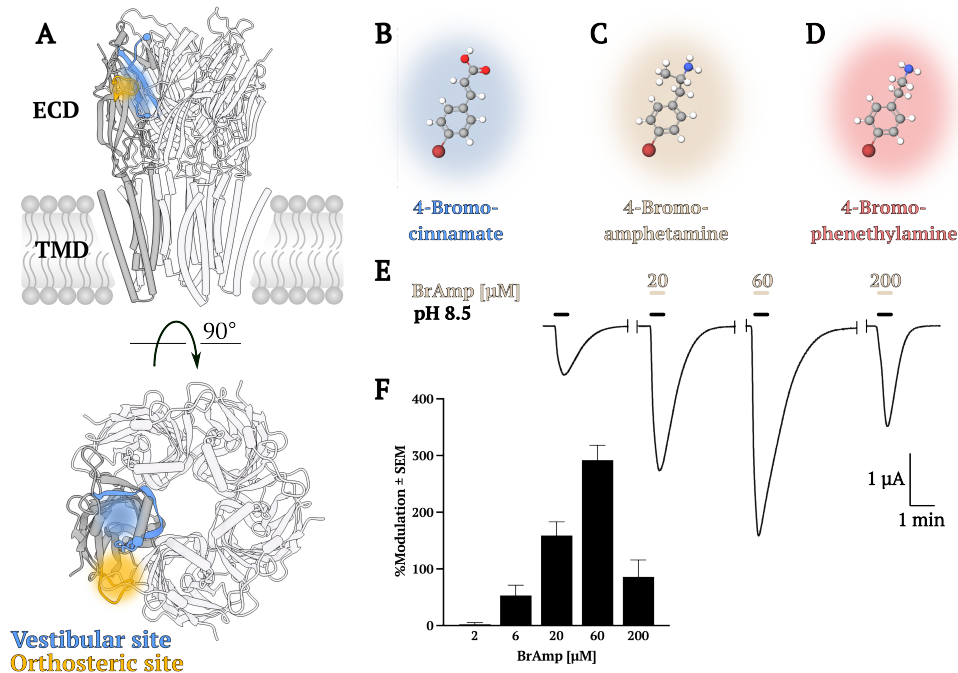 A
ECD
TMD
90°
Vestibular site
Orthosteric site
B
4-Bromo-
cinnamate
C
4-Bromo-
amphetamine
D
4-Bromo-
phenethylamine
E
BrAmp [µM]
20
60
200
pH 8.5
1 µA
1 min
F
%Modulation ± SEM
400
300
200
100
0
2
6
20
60
200
BrAmp [µM]